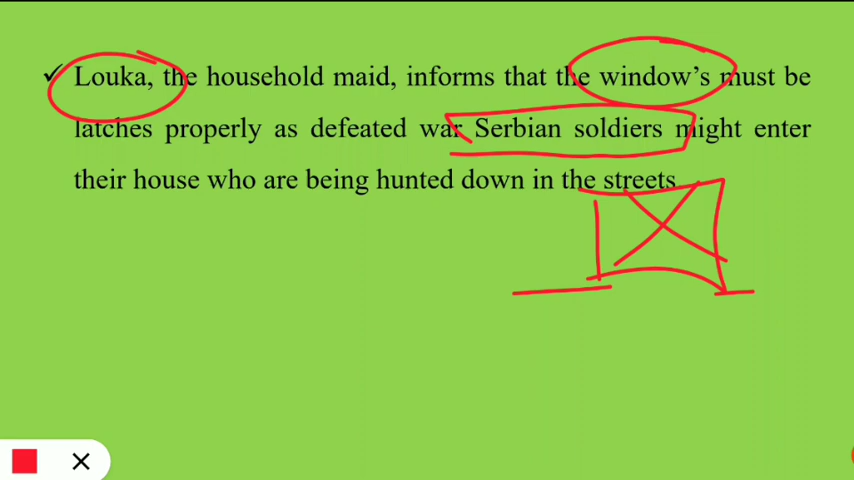 ✓ Louka, the household maid, informs that the window's must be
latches properly as defeated war Serbian soldiers might enter
their house who are being hunted down in the streets